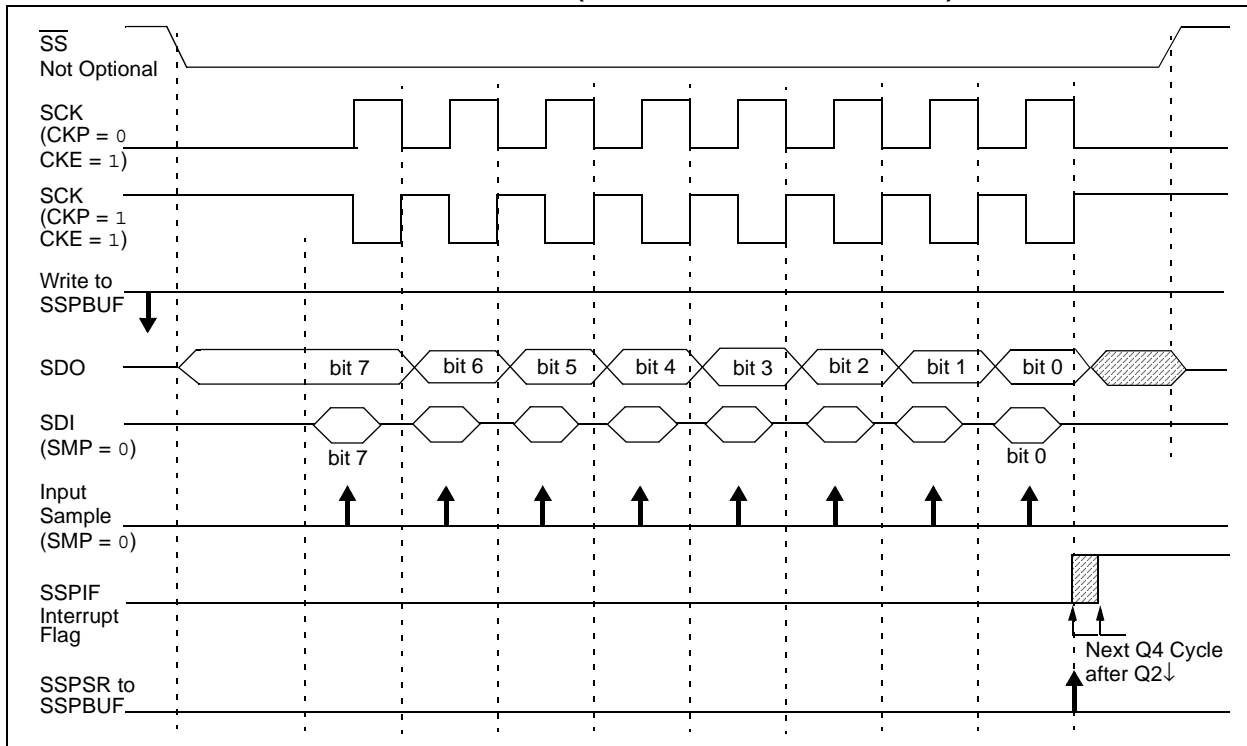 SS
Not Optional
SCK
(CKP = 0
CKE = 1)
SCK
(CKP = 1
CKE = 1)
Write to
SSPBUF
SDO
bit 7 bit 6 bit 5 bit 4 bit 3 bit 2 bit 1 bit 0
SDI
(SMP = 0)
bit 7 bit 0
Input
Sample
(SMP = 0)
SSPIF
Interrupt
Flag
Next Q4 Cycle
after Q2↓
SSPSR to
SSPBUF